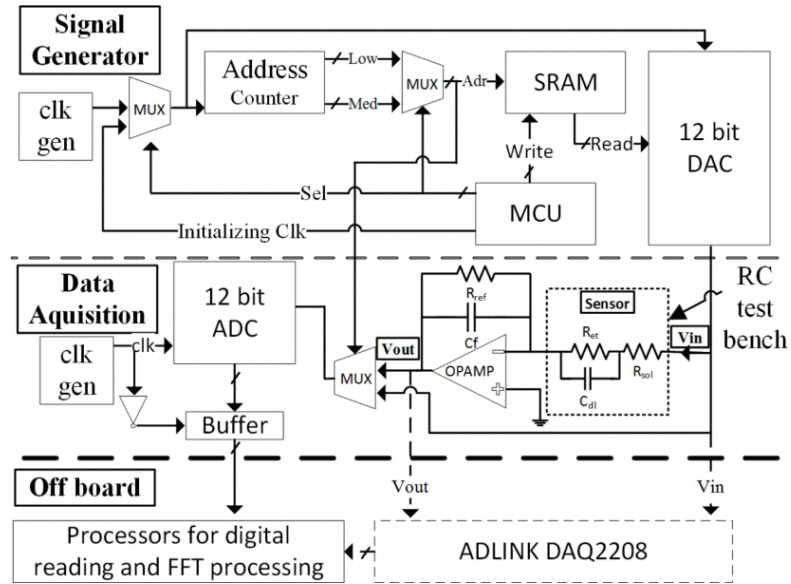 Signal
Generator
clk
gen
MUX
Address
Counter
Low
Med
MUX
Adr
SRAM
Write
Read
12 bit
DAC
Sel
MCU
Initializing Clk
Data
Aquisition
12 bit
ADC
clk
gen
clk
Buffer
MUX
Vout
OPAMP
Rref
Cf
Sensor
Ret
Cdl
Rsol
Vin
RC
test
bench
Off board
Vout
Vin
Processors for digital
reading and FFT processing
ADLINK DAQ2208